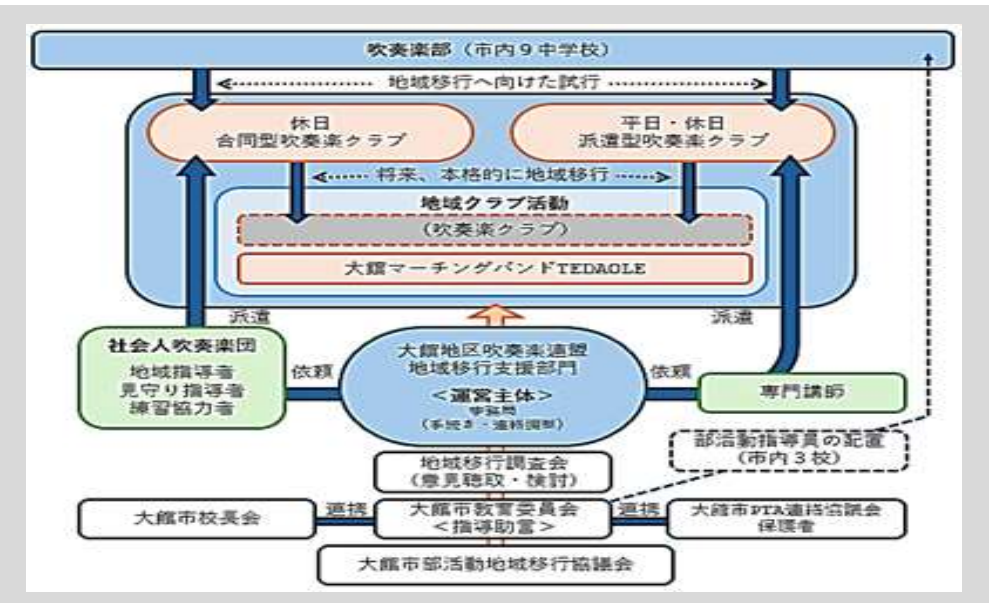 吹奏楽部（市内９中学校）
地域移行へ向けた試行
休日
合同型吹奏楽クラブ
平日・休日
派遣型吹奏楽クラブ
将来、本格的に地域移行
地域クラブ活動
（吹奏楽クラブ）
大館マーチングバンドTEDAOLE
派遣
派遣
社会人吹奏楽団
地域指導者
見守り指導者
練習協力者
依頼
大館地区吹奏楽連盟
地域移行支援部門
＜運営主体＞
事務局
（手続き・連絡調整）
依頼
専門講師
部活動指導員の配置
（市内３校）
地域移行調査会
（意見聴取・検討）
大館市校長会
連携
大館市教育委員会
＜指導助言＞
連携
大館市PTA連絡協議会
保護者
大館市部活動地域移行協議会